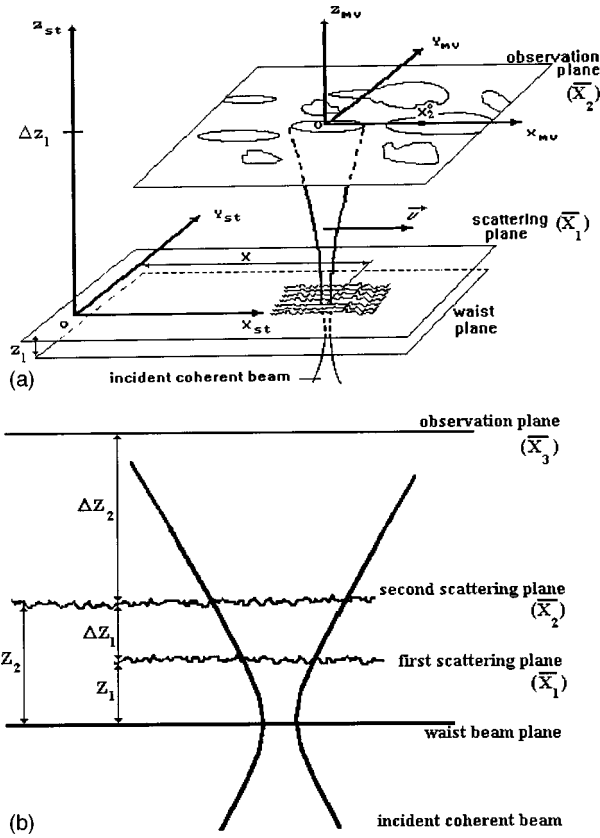 z_st
z_MV
Y_MV
observation
plane
(X̄_2)
Δz_1
o
X°_2
x_MV
Y_st
v⃗
scattering (X̄_1)
plane
x
waist
plane
o
x_st
z_1
(a)
incident coherent beam
observation plane
(X̄_3)
ΔZ_2
second scattering plane
(X̄_2)
ΔZ_1
Z_2
first scattering plane
Z_1
(X̄_1)
waist beam plane
(b)
incident coherent beam